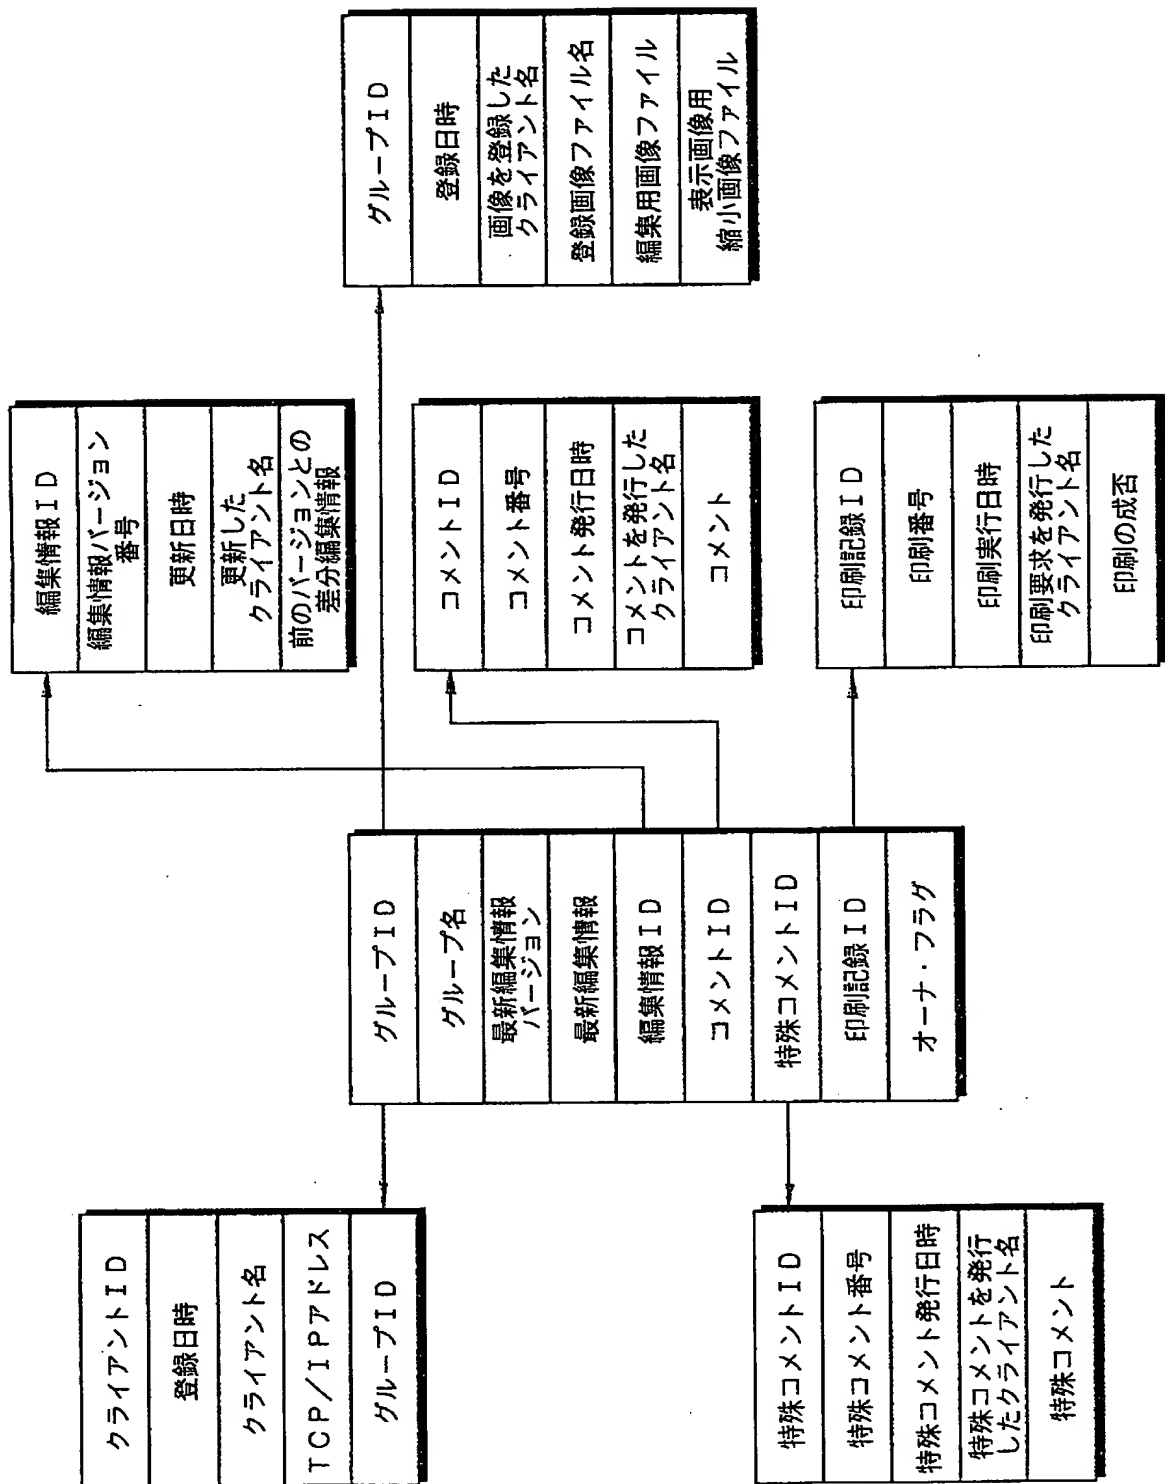 クライアントID
登録日時
クライアント名
TCP/IPアドレス
グループID
特殊コメントID
特殊コメント番号
特殊コメント発行日時
特殊コメントを発行
したクライアント名
特殊コメント
グループID
グループ名
最新編集情報
バージョン
最新編集情報
編集情報ID
コメントID
特殊コメントID
印刷記録ID
オーナ・フラグ
編集情報ID
編集情報バージョン
番号
更新日時
更新した
クライアント名
前のバージョンとの
差分編集情報
コメントID
コメント番号
コメント発行日時
コメントを発行した
クライアント名
コメント
印刷記録ID
印刷番号
印刷実行日時
印刷要求を発行した
クライアント名
印刷の成否
グループID
登録日時
画像を登録した
クライアント名
登録画像ファイル名
編集用画像ファイル
表示画像用
縮小画像ファイル